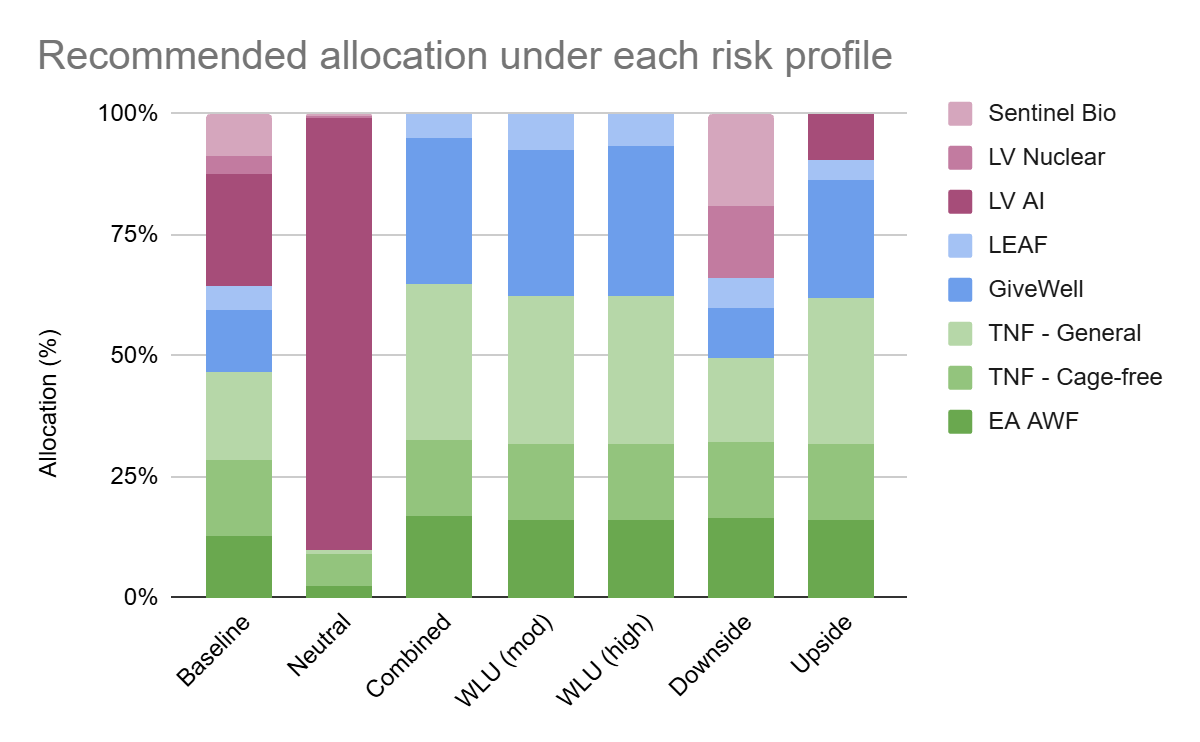 Recommended allocation under each risk profile
Allocation (%)
100%
75%
50%
25%
0%
Baseline
Neutral
Combined
WLU (mod)
WLU (high)
Downside
Upside
Sentinel Bio
LV Nuclear
LV AI
LEAF
GiveWell
TNF - General
TNF - Cage-free
EA AWF